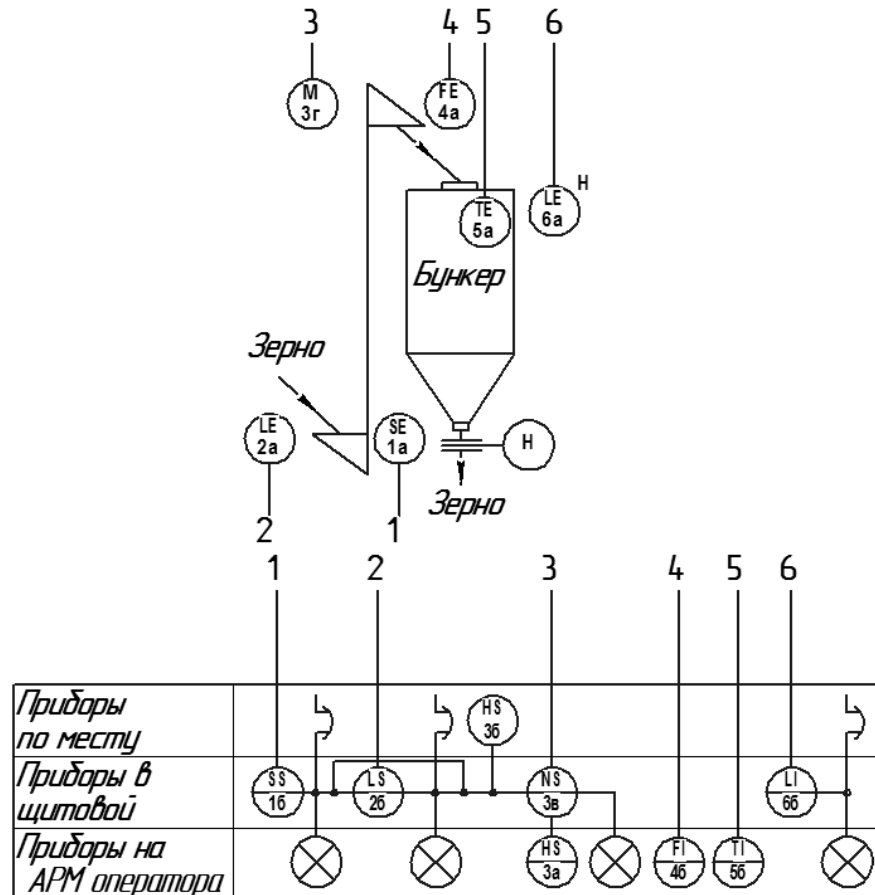 3 4 5 6
М 3г
FE 4а
TE 5а
LE 6а
Н
Бункер
Зерно
LE 2а
SE 1а
Н
Зерно
2 1
1 2 3 4 5 6
Приборы
по месту
HS 3б
Приборы в
щитовой
SS 1б
LS 2б
NS 3в
LI 6б
Приборы на
АРМ оператора
HS 3а
FI 4б
TI 5б